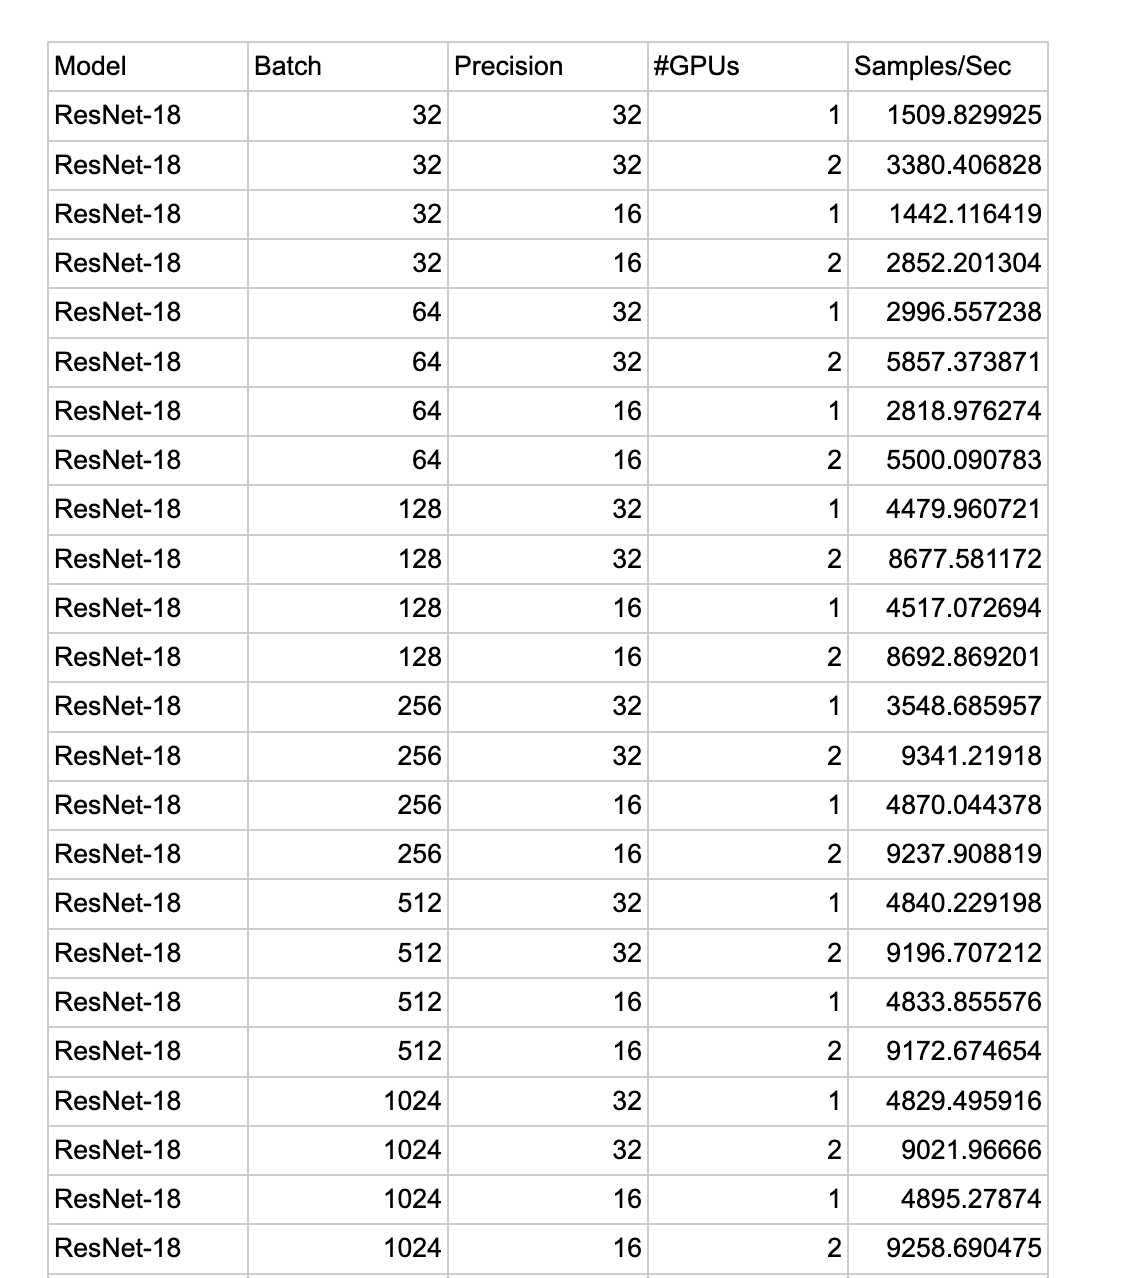 Model Batch Precision #GPUs Samples/Sec
ResNet-18 32 32 1 1509.829925
ResNet-18 32 32 2 3380.406828
ResNet-18 32 16 1 1442.116419
ResNet-18 32 16 2 2852.201304
ResNet-18 64 32 1 2996.557238
ResNet-18 64 32 2 5857.373871
ResNet-18 64 16 1 2818.976274
ResNet-18 64 16 2 5500.090783
ResNet-18 128 32 1 4479.960721
ResNet-18 128 32 2 8677.581172
ResNet-18 128 16 1 4517.072694
ResNet-18 128 16 2 8692.869201
ResNet-18 256 32 1 3548.685957
ResNet-18 256 32 2 9341.21918
ResNet-18 256 16 1 4870.044378
ResNet-18 256 16 2 9237.908819
ResNet-18 512 32 1 4840.229198
ResNet-18 512 32 2 9196.707212
ResNet-18 512 16 1 4833.855576
ResNet-18 512 16 2 9172.674654
ResNet-18 1024 32 1 4829.495916
ResNet-18 1024 32 2 9021.96666
ResNet-18 1024 16 1 4895.27874
ResNet-18 1024 16 2 9258.690475